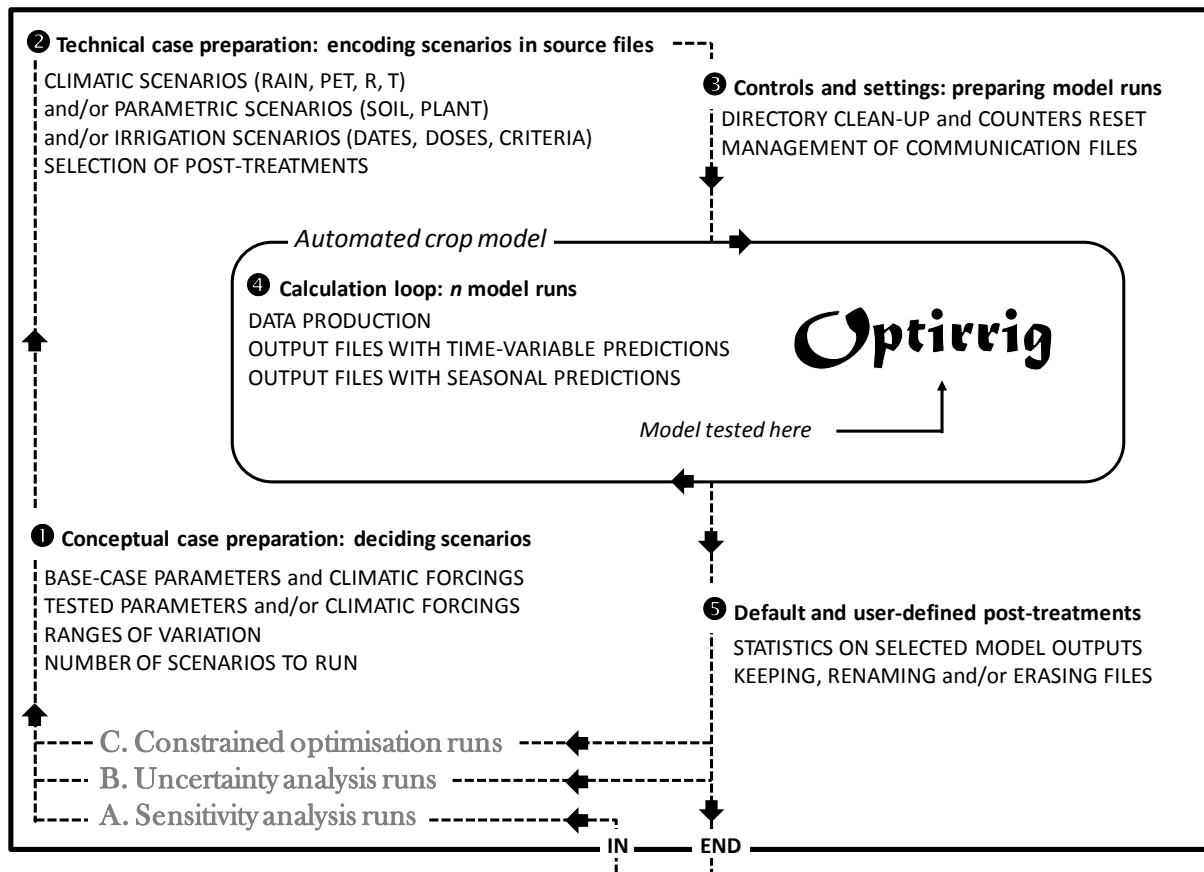 ❷ Technical case preparation: encoding scenarios in source files
CLIMATIC SCENARIOS (RAIN, PET, R, T)
and/or PARAMETRIC SCENARIOS (SOIL, PLANT)
and/or IRRIGATION SCENARIOS (DATES, DOSES, CRITERIA)
SELECTION OF POST-TREATMENTS
❸ Controls and settings: preparing model runs
DIRECTORY CLEAN-UP and COUNTERS RESET
MANAGEMENT OF COMMUNICATION FILES
Automated crop model
❹ Calculation loop: n model runs
DATA PRODUCTION
OUTPUT FILES WITH TIME-VARIABLE PREDICTIONS
OUTPUT FILES WITH SEASONAL PREDICTIONS
Optirrig
Model tested here
❶ Conceptual case preparation: deciding scenarios
BASE-CASE PARAMETERS and CLIMATIC FORCINGS
TESTED PARAMETERS and/or CLIMATIC FORCINGS
RANGES OF VARIATION
NUMBER OF SCENARIOS TO RUN
❺ Default and user-defined post-treatments
STATISTICS ON SELECTED MODEL OUTPUTS
KEEPING, RENAMING and/or ERASING FILES
C. Constrained optimisation runs
B. Uncertainty analysis runs
A. Sensitivity analysis runs
IN
END